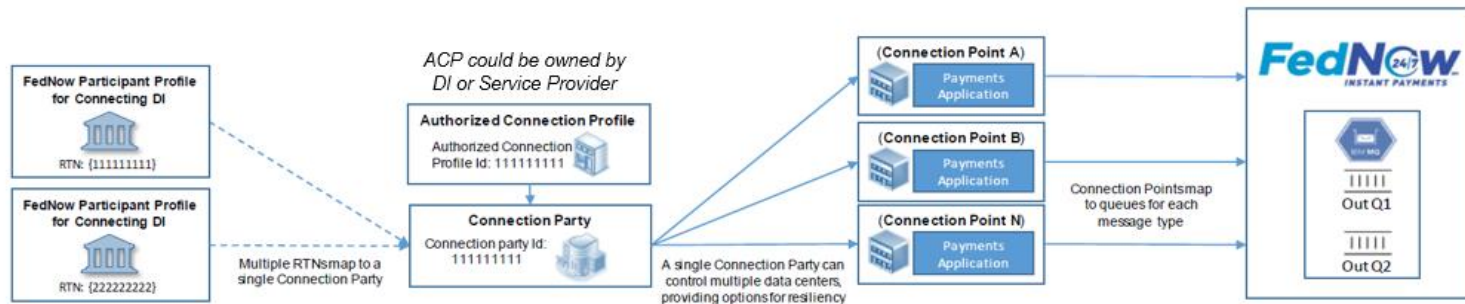 FedNow Participant Profile
for Connecting DI
RTN: {111111111}
FedNow Participant Profile
for Connecting DI
RTN: {222222222}
Multiple RTNsmap to a
single Connection Party
ACP could be owned by
DI or Service Provider
Authorized Connection Profile
Authorized Connection
Profile Id: 111111111
Connection Party
Connection party Id:
111111111
A single Connection Party can
control multiple data centers,
providing options for resiliency
(Connection Point A)
Payments
Application
(Connection Point B)
Payments
Application
(Connection Point N)
Payments
Application
Connection Pointsmap
to queues for each
message type
FedNow
24/7
INSTANT PAYMENTS
IBM MQ
Out Q1
Out Q2